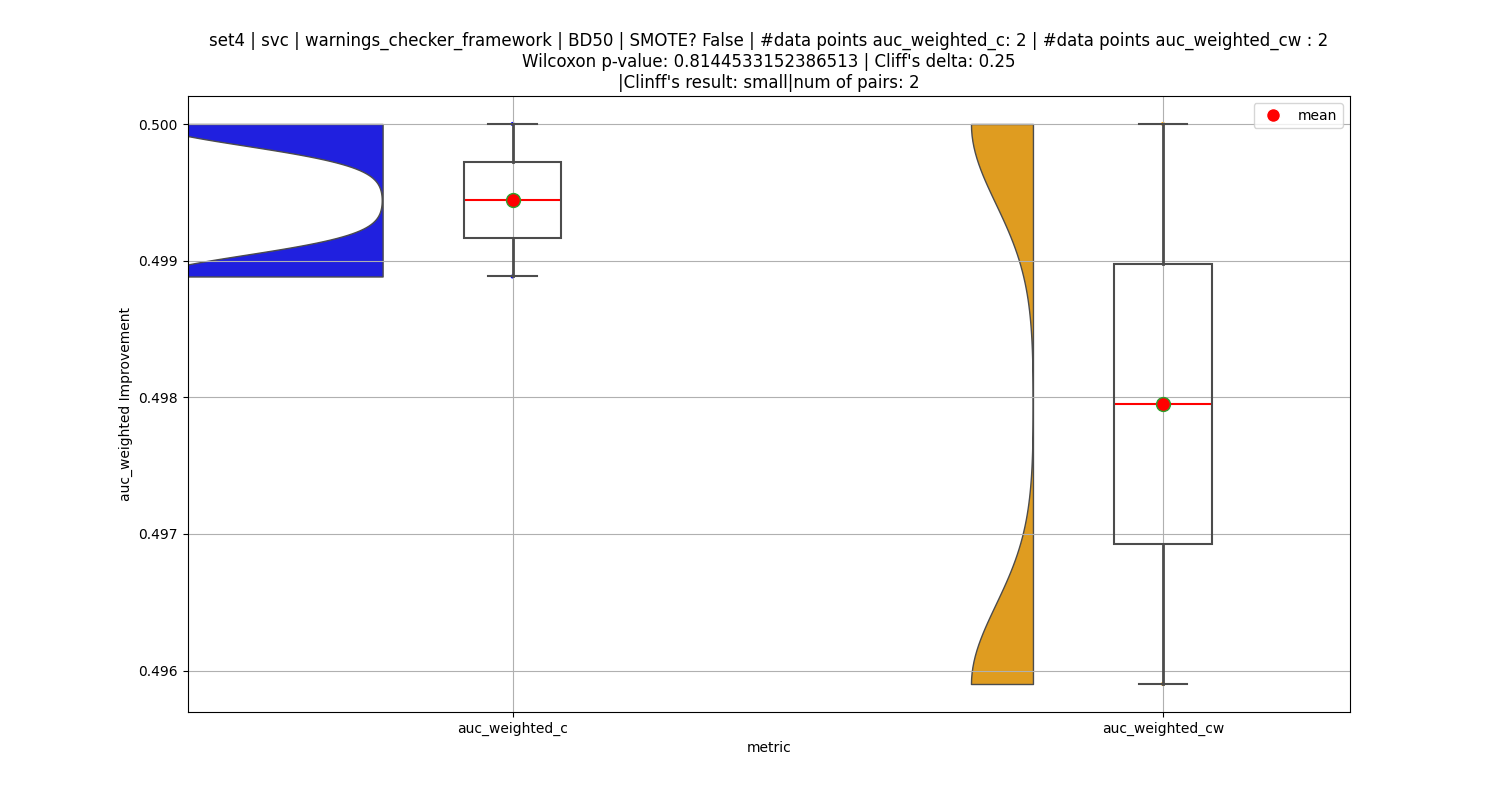 set4 | svc | warnings_checker_framework | BD50 | SMOTE? False | #data points auc_weighted_c: 2 | #data points auc_weighted_cw : 2
Wilcoxon p-value: 0.8144533152386513 | Cliff's delta: 0.25
|Clinff's result: small|num of pairs: 2
mean
0.500
0.499
0.498
0.497
0.496
auc_weighted Improvement
auc_weighted_c
auc_weighted_cw
metric